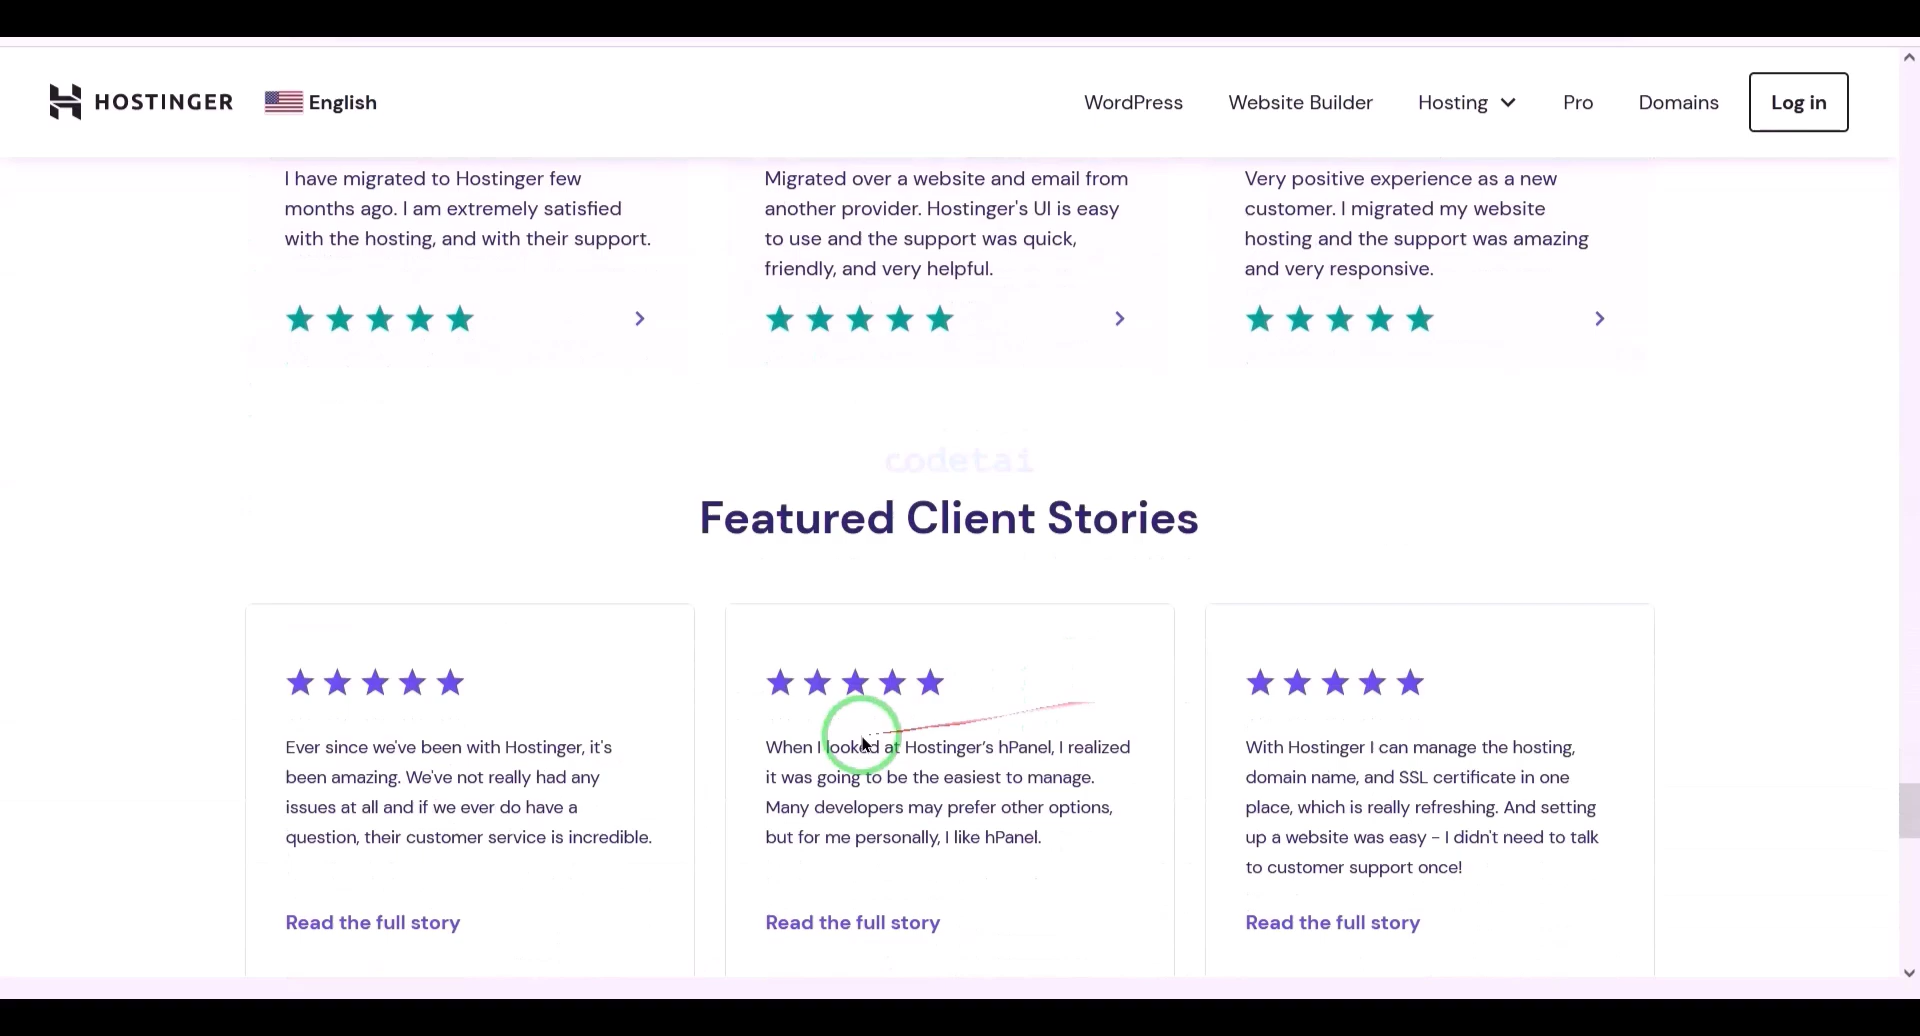 HOSTINGER English WordPress Website Builder Hosting Pro Domains Log in
I have migrated to Hostinger few
months ago. I am extremely satisfied
with the hosting, and with their support.
Migrated over a website and email from
another provider. Hostinger's UI is easy
to use and the support was quick,
friendly, and very helpful.
Very positive experience as a new
customer. I migrated my website
hosting and the support was amazing
and very responsive.
codetai
Featured Client Stories
Ever since we've been with Hostinger, it's
been amazing. We've not really had any
issues at all and if we ever do have a
question, their customer service is incredible.
Read the full story
When I looked at Hostinger’s hPanel, I realized
it was going to be the easiest to manage.
Many developers may prefer other options,
but for me personally, I like hPanel.
Read the full story
With Hostinger I can manage the hosting,
domain name, and SSL certificate in one
place, which is really refreshing. And setting
up a website was easy – I didn't need to talk
to customer support once!
Read the full story